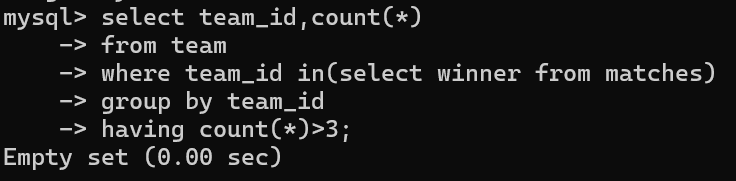 mysql> select team_id,count(*)
    -> from team
    -> where team_id in(select winner from matches)
    -> group by team_id
    -> having count(*)>3;
Empty set (0.00 sec)